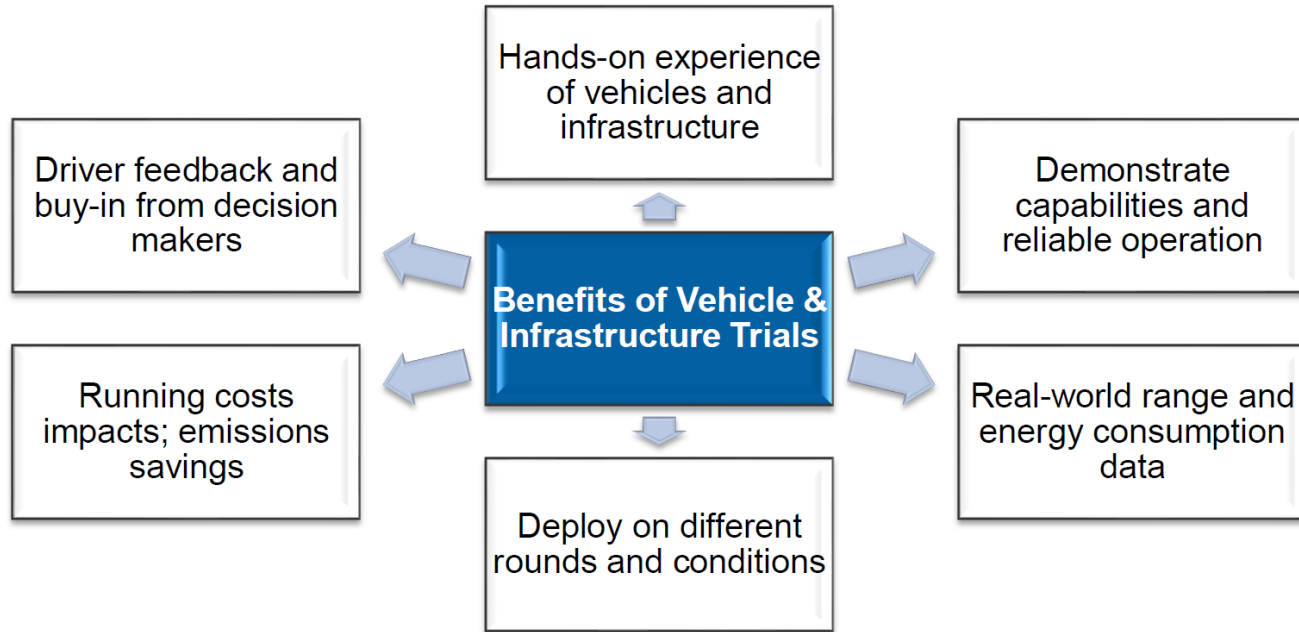 Hands-on experience
of vehicles and
infrastructure
Driver feedback and
buy-in from decision
makers
Demonstrate
capabilities and
reliable operation
Benefits of Vehicle &
Infrastructure Trials
Running costs
impacts; emissions
savings
Real-world range and
energy consumption
data
Deploy on different
rounds and conditions